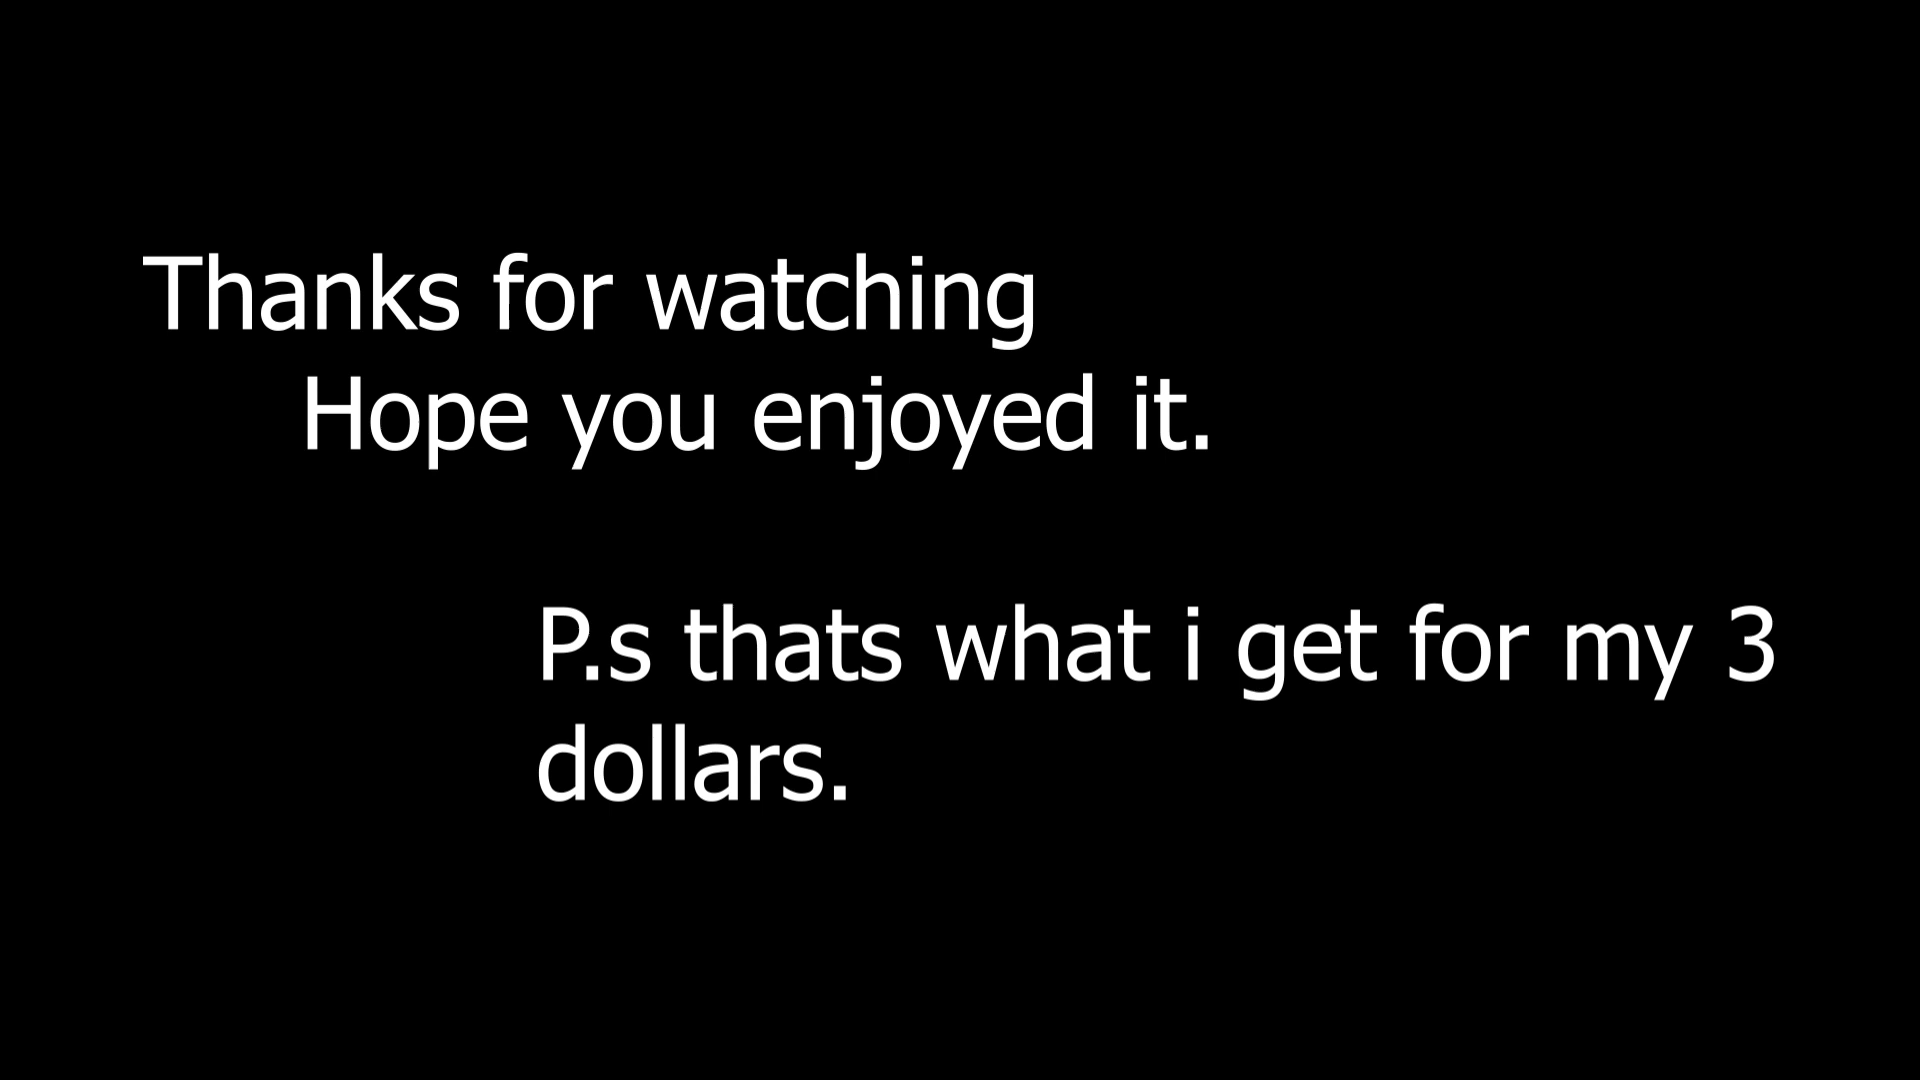 Thanks for watching
Hope you enjoyed it.
P.s thats what i get for my 3
dollars.